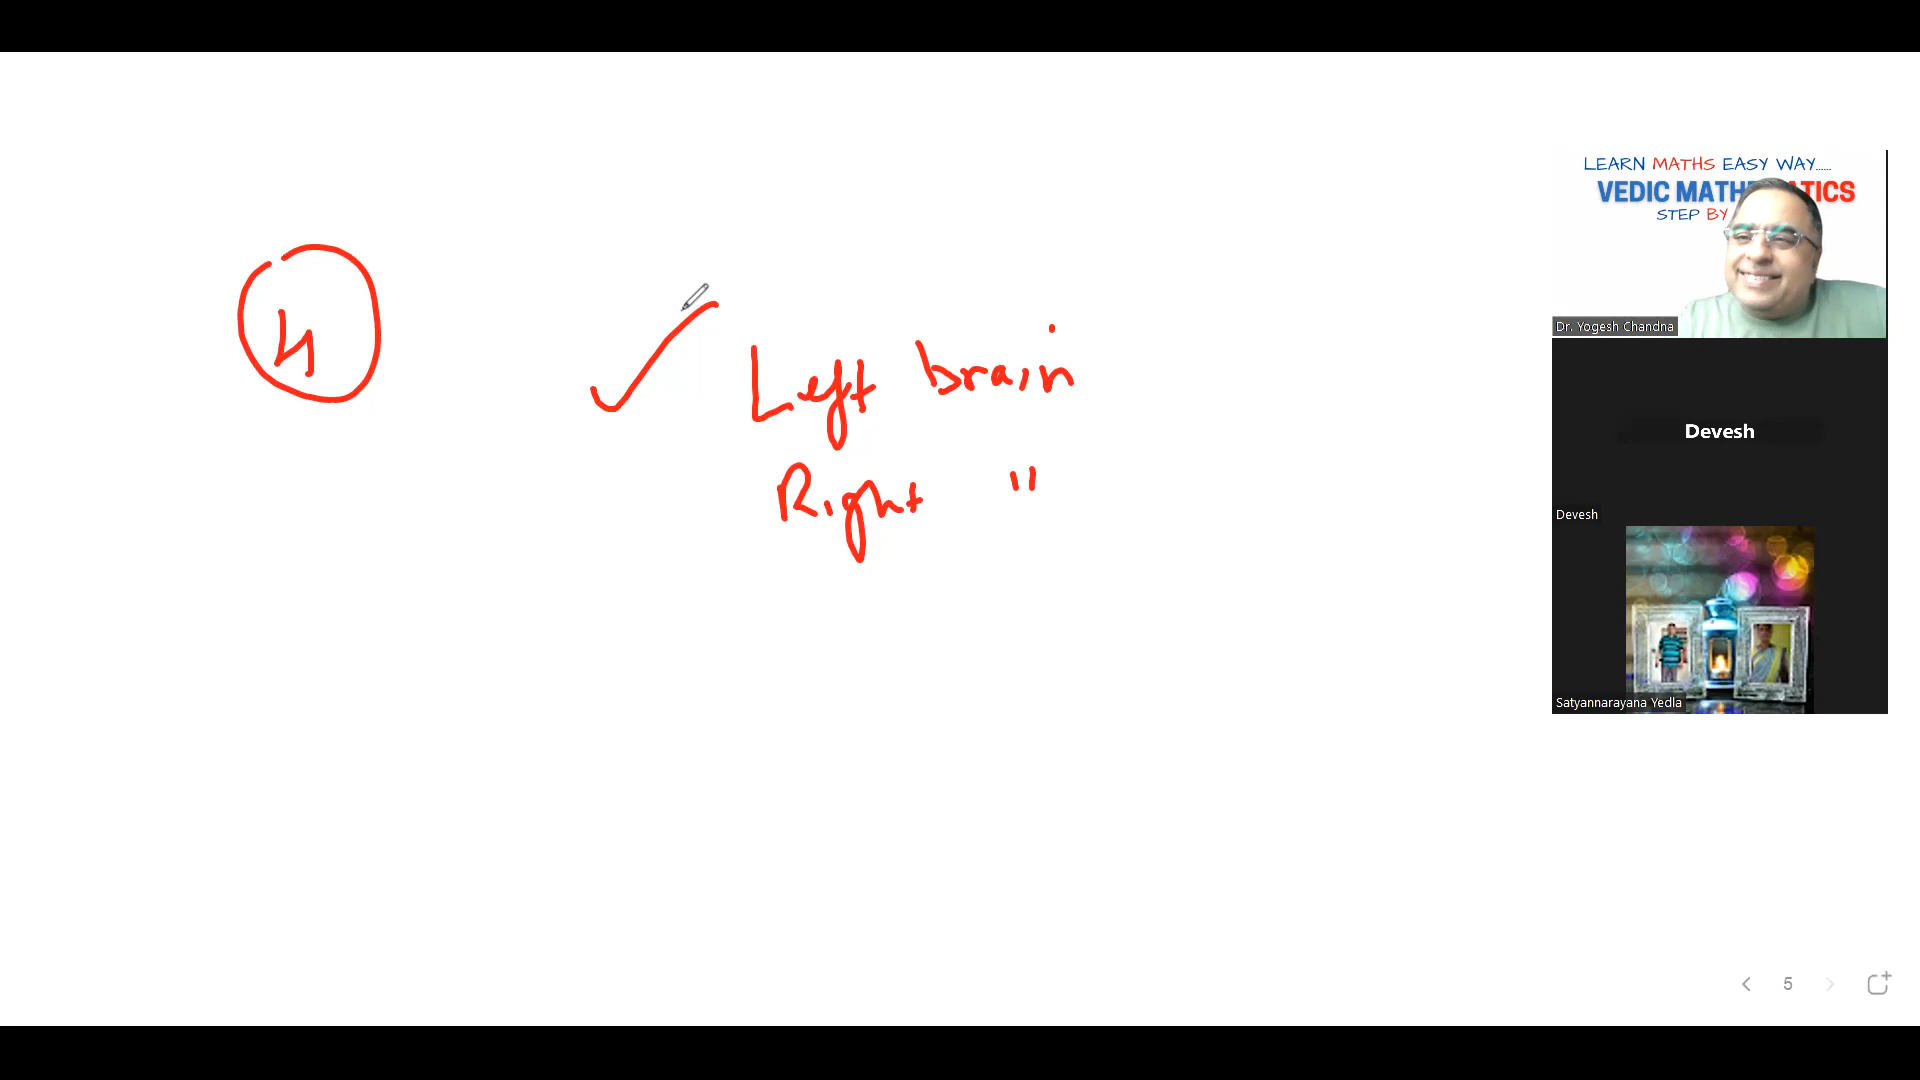 4
Left brain
Right "
LEARN MATHS EASY WAY......
VEDIC MATH TICS
STEP BY
Dr. Yogesh Chandna
Devesh
Devesh
Satyannarayana Yedla
5